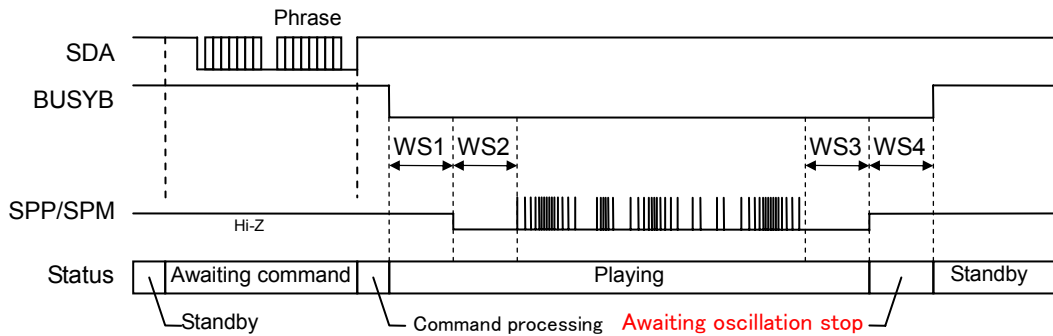 Phrase
SDA
BUSYB
WS1 WS2 WS3 WS4
SPP/SPM
Hi-Z
Status Awaiting command Playing Standby
Standby Command processing Awaiting oscillation stop